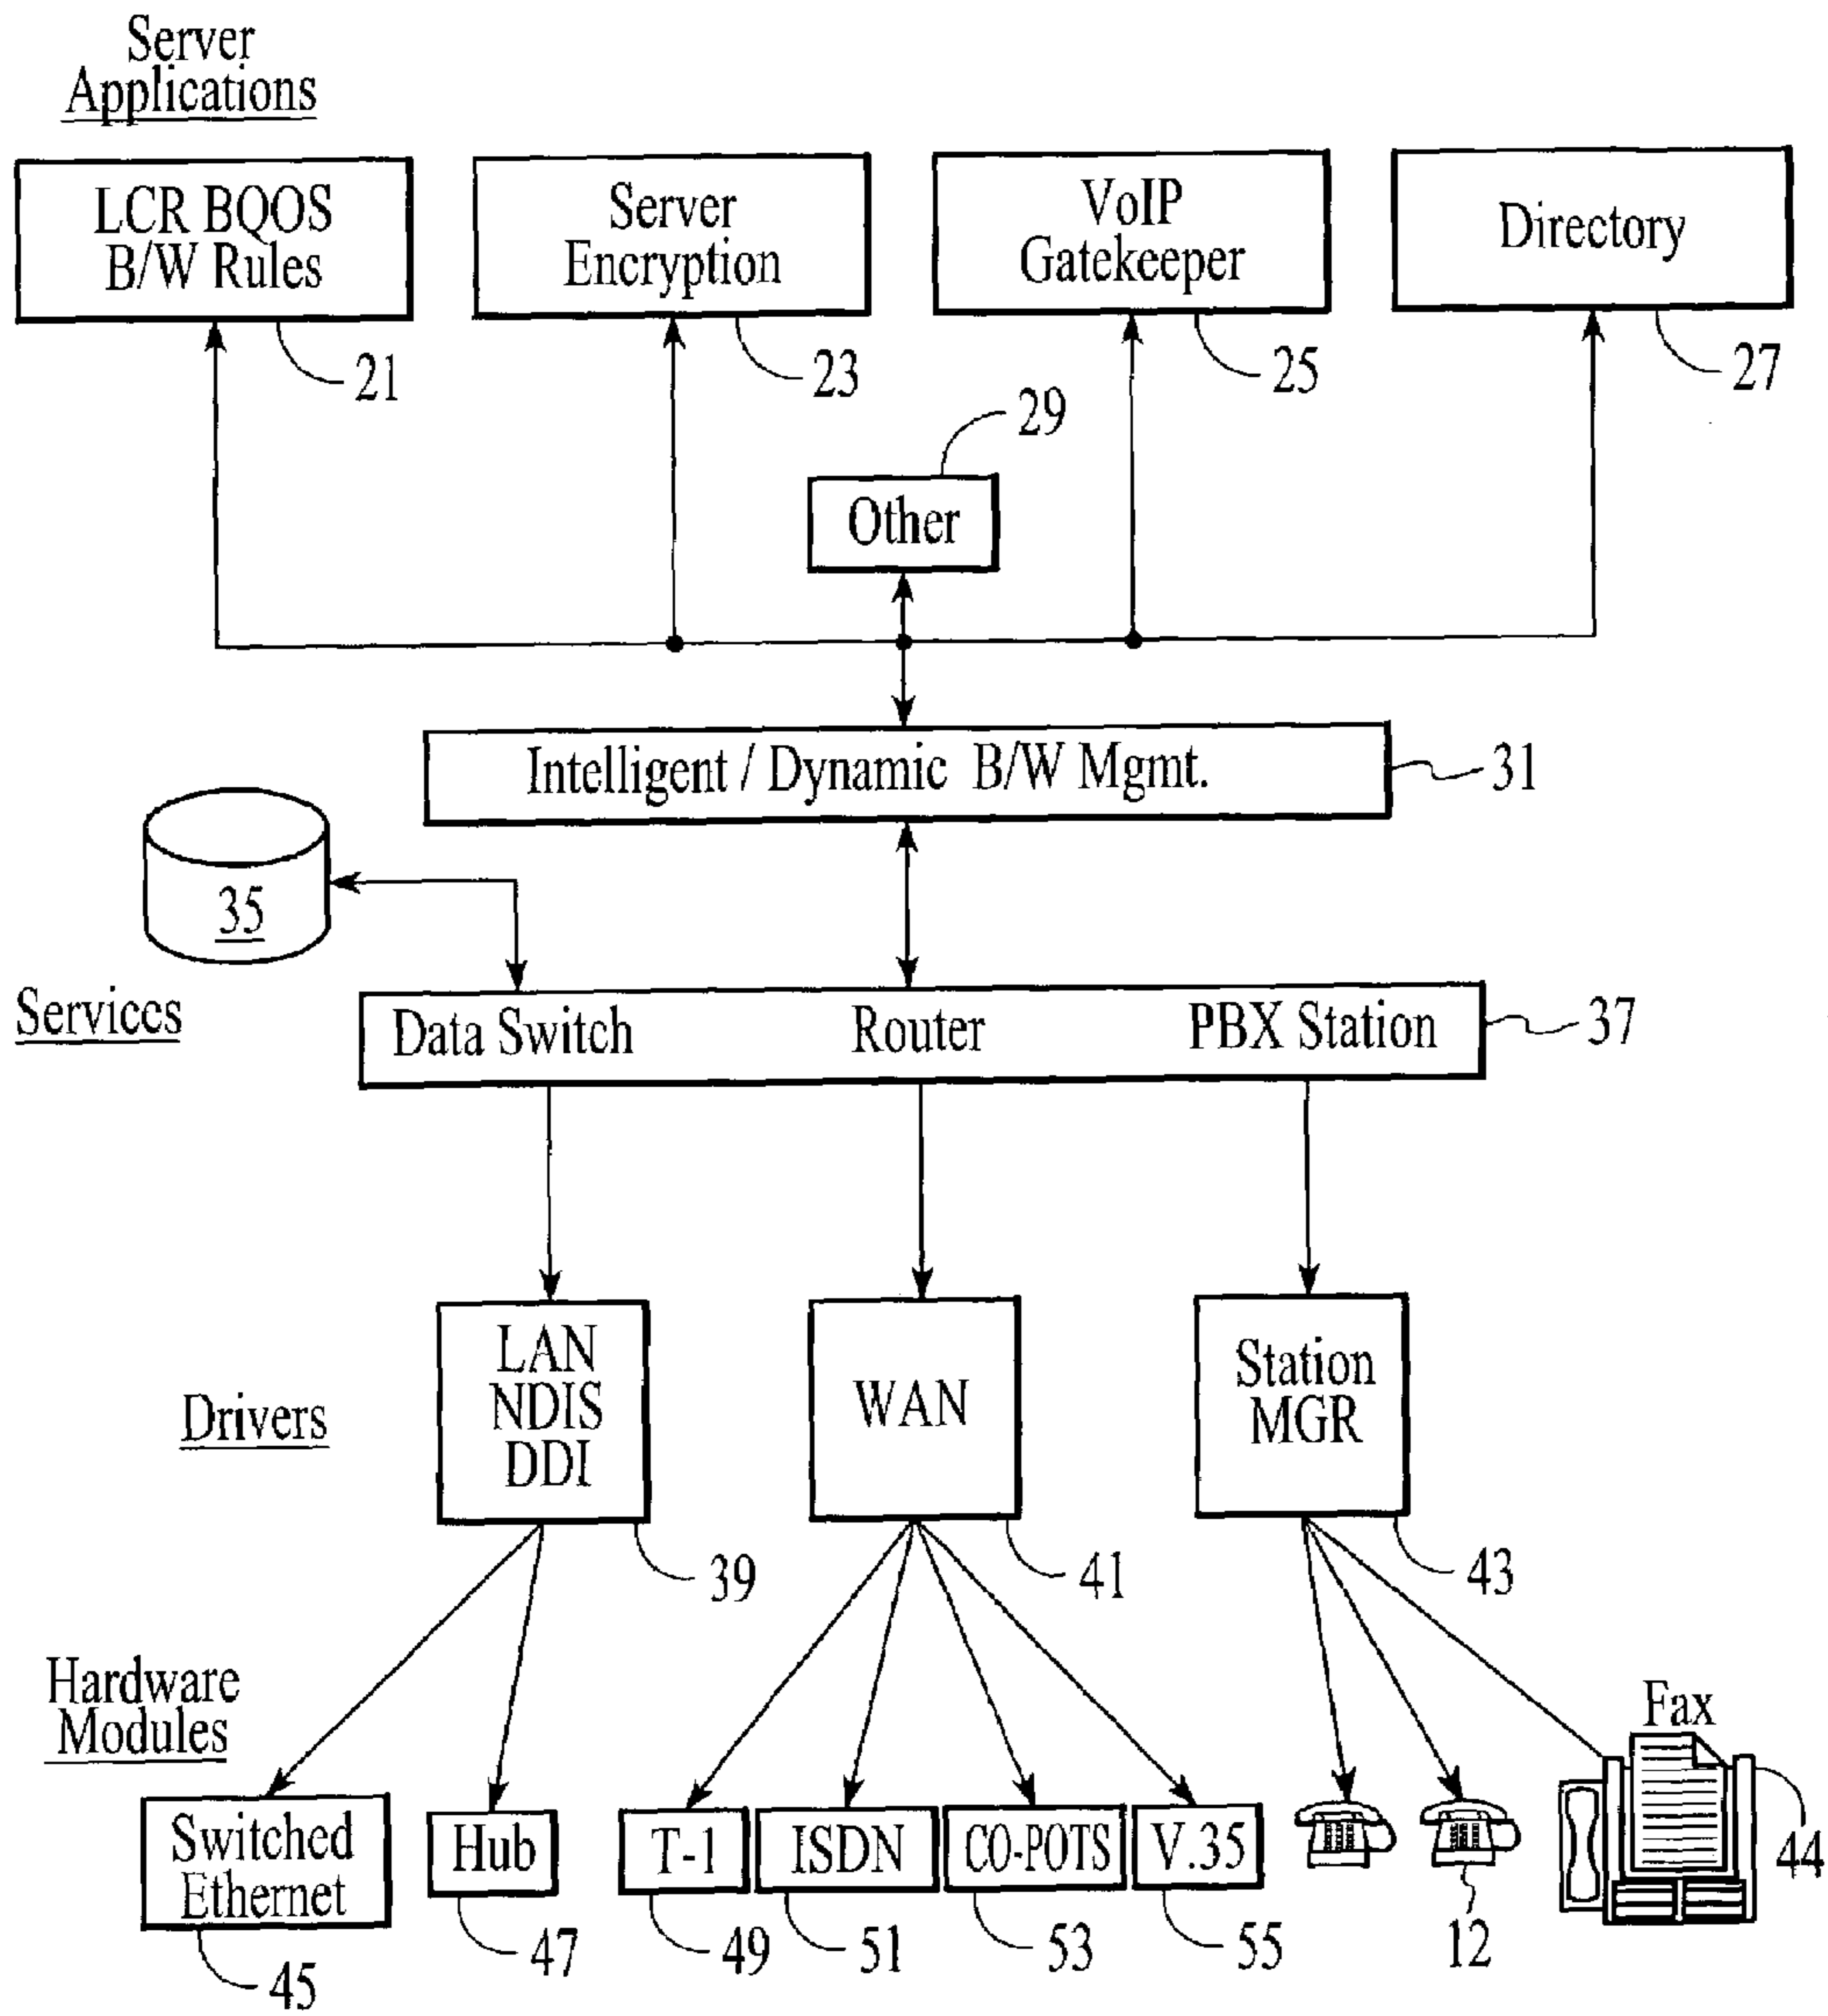 Server
Applications
LCR BQOS
B/W Rules
Server
Encryption
VoIP
Gatekeeper
Directory
21
23
25
27
29
Other
Intelligent / Dynamic B/W Mgmt.
31
35
Services
Data Switch
Router
PBX Station
37
Drivers
LAN
NDIS
DDI
WAN
Station
MGR
39
41
43
Hardware
Modules
Fax
Switched
Ethernet
Hub
T-1
ISDN
CO-POTS
V.35
44
45
47
49
51
53
55
12